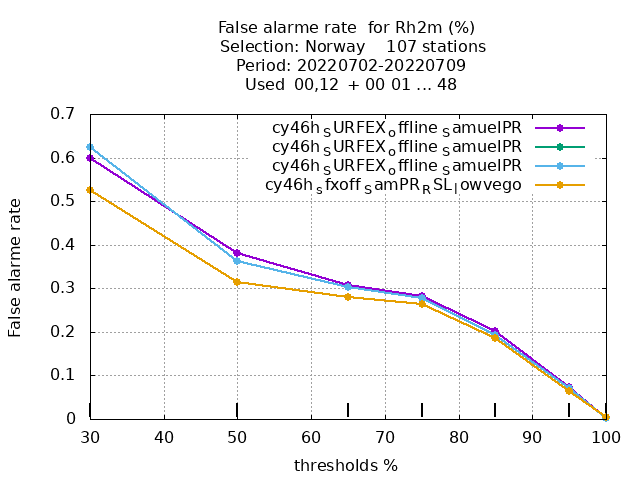 False alarme rate  for Rh2m (%)
Selection: Norway    107 stations
Period: 20220702-20220709
Used  00,12  + 00 01 ... 48
cy46h_SURFEX_offline_SamuelPR
cy46h_SURFEX_offline_SamuelPR
cy46h_SURFEX_offline_SamuelPR
cy46h_sfxoff_SamPR_RSL_lowvego
False alarme rate
0.7
0.6
0.5
0.4
0.3
0.2
0.1
0
30 40 50 60 70 80 90 100
thresholds %